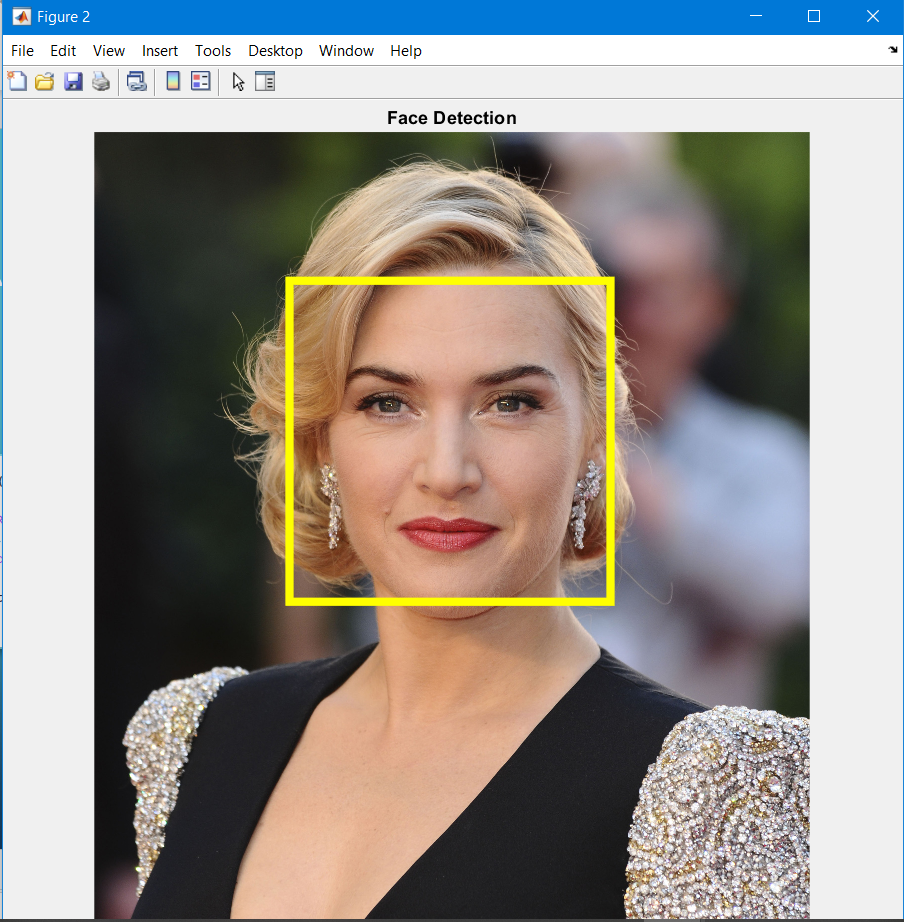 Figure 2
File Edit View Insert Tools Desktop Window Help
Face Detection